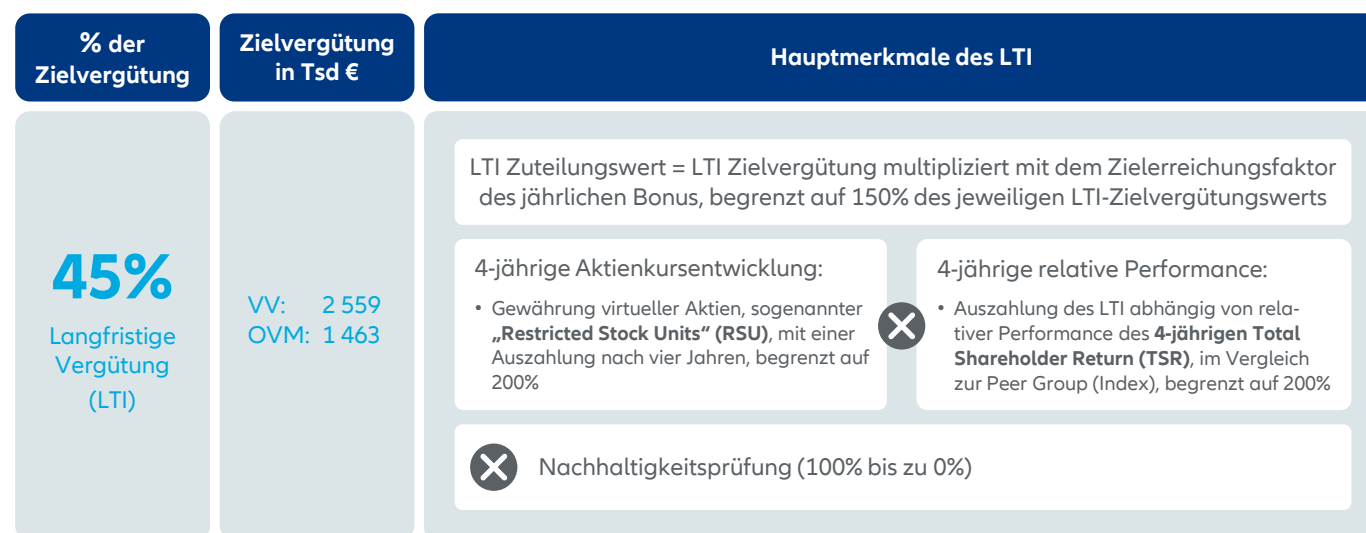 % der
Zielvergütung
Zielvergütung
in Tsd €
Hauptmerkmale des LTI
45%
Langfristige
Vergütung
(LTI)
VV: 2 559
OVM: 1 463
LTI Zuteilungswert = LTI Zielvergütung multipliziert mit dem Zielerreichungsfaktor
des jährlichen Bonus, begrenzt auf 150% des jeweiligen LTI-Zielvergütungswerts
4-jährige Aktienkursentwicklung:
• Gewährung virtueller Aktien, sogenannter
„Restricted Stock Units“ (RSU), mit einer
Auszahlung nach vier Jahren, begrenzt auf
200%
4-jährige relative Performance:
• Auszahlung des LTI abhängig von rela-
tiver Performance des 4-jährigen Total
Shareholder Return (TSR), im Vergleich
zur Peer Group (Index), begrenzt auf 200%
Nachhaltigkeitsprüfung (100% bis zu 0%)